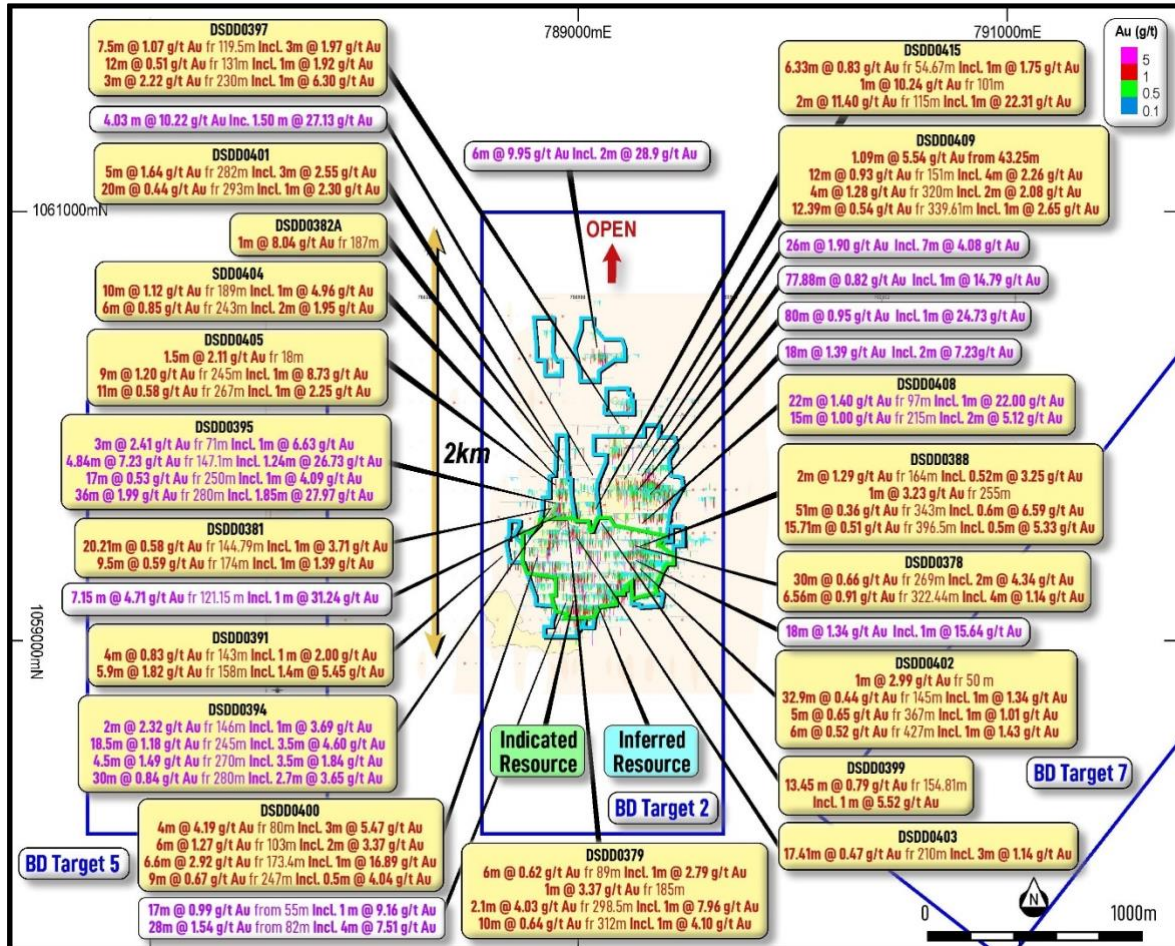 789000mE
791000mE
1061000mN
1059000mN
DSDD0397
7.5m @ 1.07 g/t Au fr 119.5m Incl. 3m @ 1.97 g/t Au
12m @ 0.51 g/t Au fr 131m Incl. 1m @ 1.92 g/t Au
3m @ 2.22 g/t Au fr 230m Incl. 1m @ 6.30 g/t Au
4.03 m @ 10.22 g/t Au Inc. 1.50 m @ 27.13 g/t Au
DSDD0401
5m @ 1.64 g/t Au fr 282m Incl. 3m @ 2.55 g/t Au
20m @ 0.44 g/t Au fr 293m Incl. 1m @ 2.30 g/t Au
DSDD0382A
1m @ 8.04 g/t Au fr 187m
SDD0404
10m @ 1.12 g/t Au fr 189m Incl. 1m @ 4.96 g/t Au
6m @ 0.85 g/t Au fr 243m Incl. 2m @ 1.95 g/t Au
DSDD0405
1.5m @ 2.11 g/t Au fr 18m
9m @ 1.20 g/t Au fr 245m Incl. 1m @ 8.73 g/t Au
11m @ 0.58 g/t Au fr 267m Incl. 1m @ 2.25 g/t Au
DSDD0395
3m @ 2.41 g/t Au fr 71m Incl. 1m @ 6.63 g/t Au
4.84m @ 7.23 g/t Au fr 147.1m Incl. 1.24m @ 26.73 g/t Au
17m @ 0.53 g/t Au fr 250m Incl. 1m @ 4.09 g/t Au
36m @ 1.99 g/t Au fr 280m Incl. 1.85m @ 27.97 g/t Au
DSDD0381
20.21m @ 0.58 g/t Au fr 144.79m Incl. 1m @ 3.71 g/t Au
9.5m @ 0.59 g/t Au fr 174m Incl. 1m @ 1.39 g/t Au
7.15 m @ 4.71 g/t Au fr 121.15 m Incl. 1 m @ 31.24 g/t Au
DSDD0391
4m @ 0.83 g/t Au fr 143m Incl. 1 m @ 2.00 g/t Au
5.9m @ 1.82 g/t Au fr 158m Incl. 1.4m @ 5.45 g/t Au
DSDD0394
2m @ 2.32 g/t Au fr 146m Incl. 1m @ 3.69 g/t Au
18.5m @ 1.18 g/t Au fr 245m Incl. 3.5m @ 4.60 g/t Au
4.5m @ 1.49 g/t Au fr 270m Incl. 3.5m @ 1.84 g/t Au
30m @ 0.84 g/t Au fr 280m Incl. 2.7m @ 3.65 g/t Au
DSDD0400
4m @ 4.19 g/t Au fr 80m Incl. 3m @ 5.47 g/t Au
6m @ 1.27 g/t Au fr 103m Incl. 2m @ 3.37 g/t Au
6.6m @ 2.92 g/t Au fr 173.4m Incl. 1m @ 16.89 g/t Au
9m @ 0.67 g/t Au fr 247m Incl. 0.5m @ 4.04 g/t Au
17m @ 0.99 g/t Au from 55m Incl. 1 m @ 9.16 g/t Au
28m @ 1.54 g/t Au from 82m Incl. 4m @ 7.51 g/t Au
BD Target 5
6m @ 9.95 g/t Au Incl. 2m @ 28.9 g/t Au
OPEN
2km
Indicated
Resource
Inferred
Resource
BD Target 2
DSDD0379
6m @ 0.62 g/t Au fr 89m Incl. 1m @ 2.79 g/t Au
1m @ 3.37 g/t Au fr 185m
2.1m @ 4.03 g/t Au fr 298.5m Incl. 1m @ 7.96 g/t Au
10m @ 0.64 g/t Au fr 312m Incl. 1m @ 4.10 g/t Au
DSDD0415
6.33m @ 0.83 g/t Au fr 54.67m Incl. 1m @ 1.75 g/t Au
1m @ 10.24 g/t Au fr 101m
2m @ 11.40 g/t Au fr 115m Incl. 1m @ 22.31 g/t Au
Au (g/t)
5
1
0.5
0.1
DSDD0409
1.09m @ 5.54 g/t Au from 43.25m
12m @ 0.93 g/t Au fr 151m Incl. 4m @ 2.26 g/t Au
4m @ 1.28 g/t Au fr 320m Incl. 2m @ 2.08 g/t Au
12.39m @ 0.54 g/t Au fr 339.61m Incl. 1m @ 2.65 g/t Au
26m @ 1.90 g/t Au Incl. 7m @ 4.08 g/t Au
77.88m @ 0.82 g/t Au Incl. 1m @ 14.79 g/t Au
80m @ 0.95 g/t Au Incl. 1m @ 24.73 g/t Au
18m @ 1.39 g/t Au Incl. 2m @ 7.23g/t Au
DSDD0408
22m @ 1.40 g/t Au fr 97m Incl. 1m @ 22.00 g/t Au
15m @ 1.00 g/t Au fr 215m Incl. 2m @ 5.12 g/t Au
DSDD0388
2m @ 1.29 g/t Au fr 164m Incl. 0.52m @ 3.25 g/t Au
1m @ 3.23 g/t Au fr 255m
51m @ 0.36 g/t Au fr 343m Incl. 0.6m @ 6.59 g/t Au
15.71m @ 0.51 g/t Au fr 396.5m Incl. 0.5m @ 5.33 g/t Au
DSDD0378
30m @ 0.66 g/t Au fr 269m Incl. 2m @ 4.34 g/t Au
6.56m @ 0.91 g/t Au fr 322.44m Incl. 4m @ 1.14 g/t Au
18m @ 1.34 g/t Au Incl. 1m @ 15.64 g/t Au
DSDD0402
1m @ 2.99 g/t Au fr 50 m
32.9m @ 0.44 g/t Au fr 145m Incl. 1m @ 1.34 g/t Au
5m @ 0.65 g/t Au fr 367m Incl. 1m @ 1.01 g/t Au
6m @ 0.52 g/t Au fr 427m Incl. 1m @ 1.43 g/t Au
DSDD0399
13.45 m @ 0.79 g/t Au fr 154.81m
Incl. 1 m @ 5.52 g/t Au
BD Target 7
DSDD0403
17.41m @ 0.47 g/t Au fr 210m Incl. 3m @ 1.14 g/t Au
N
0
1000m